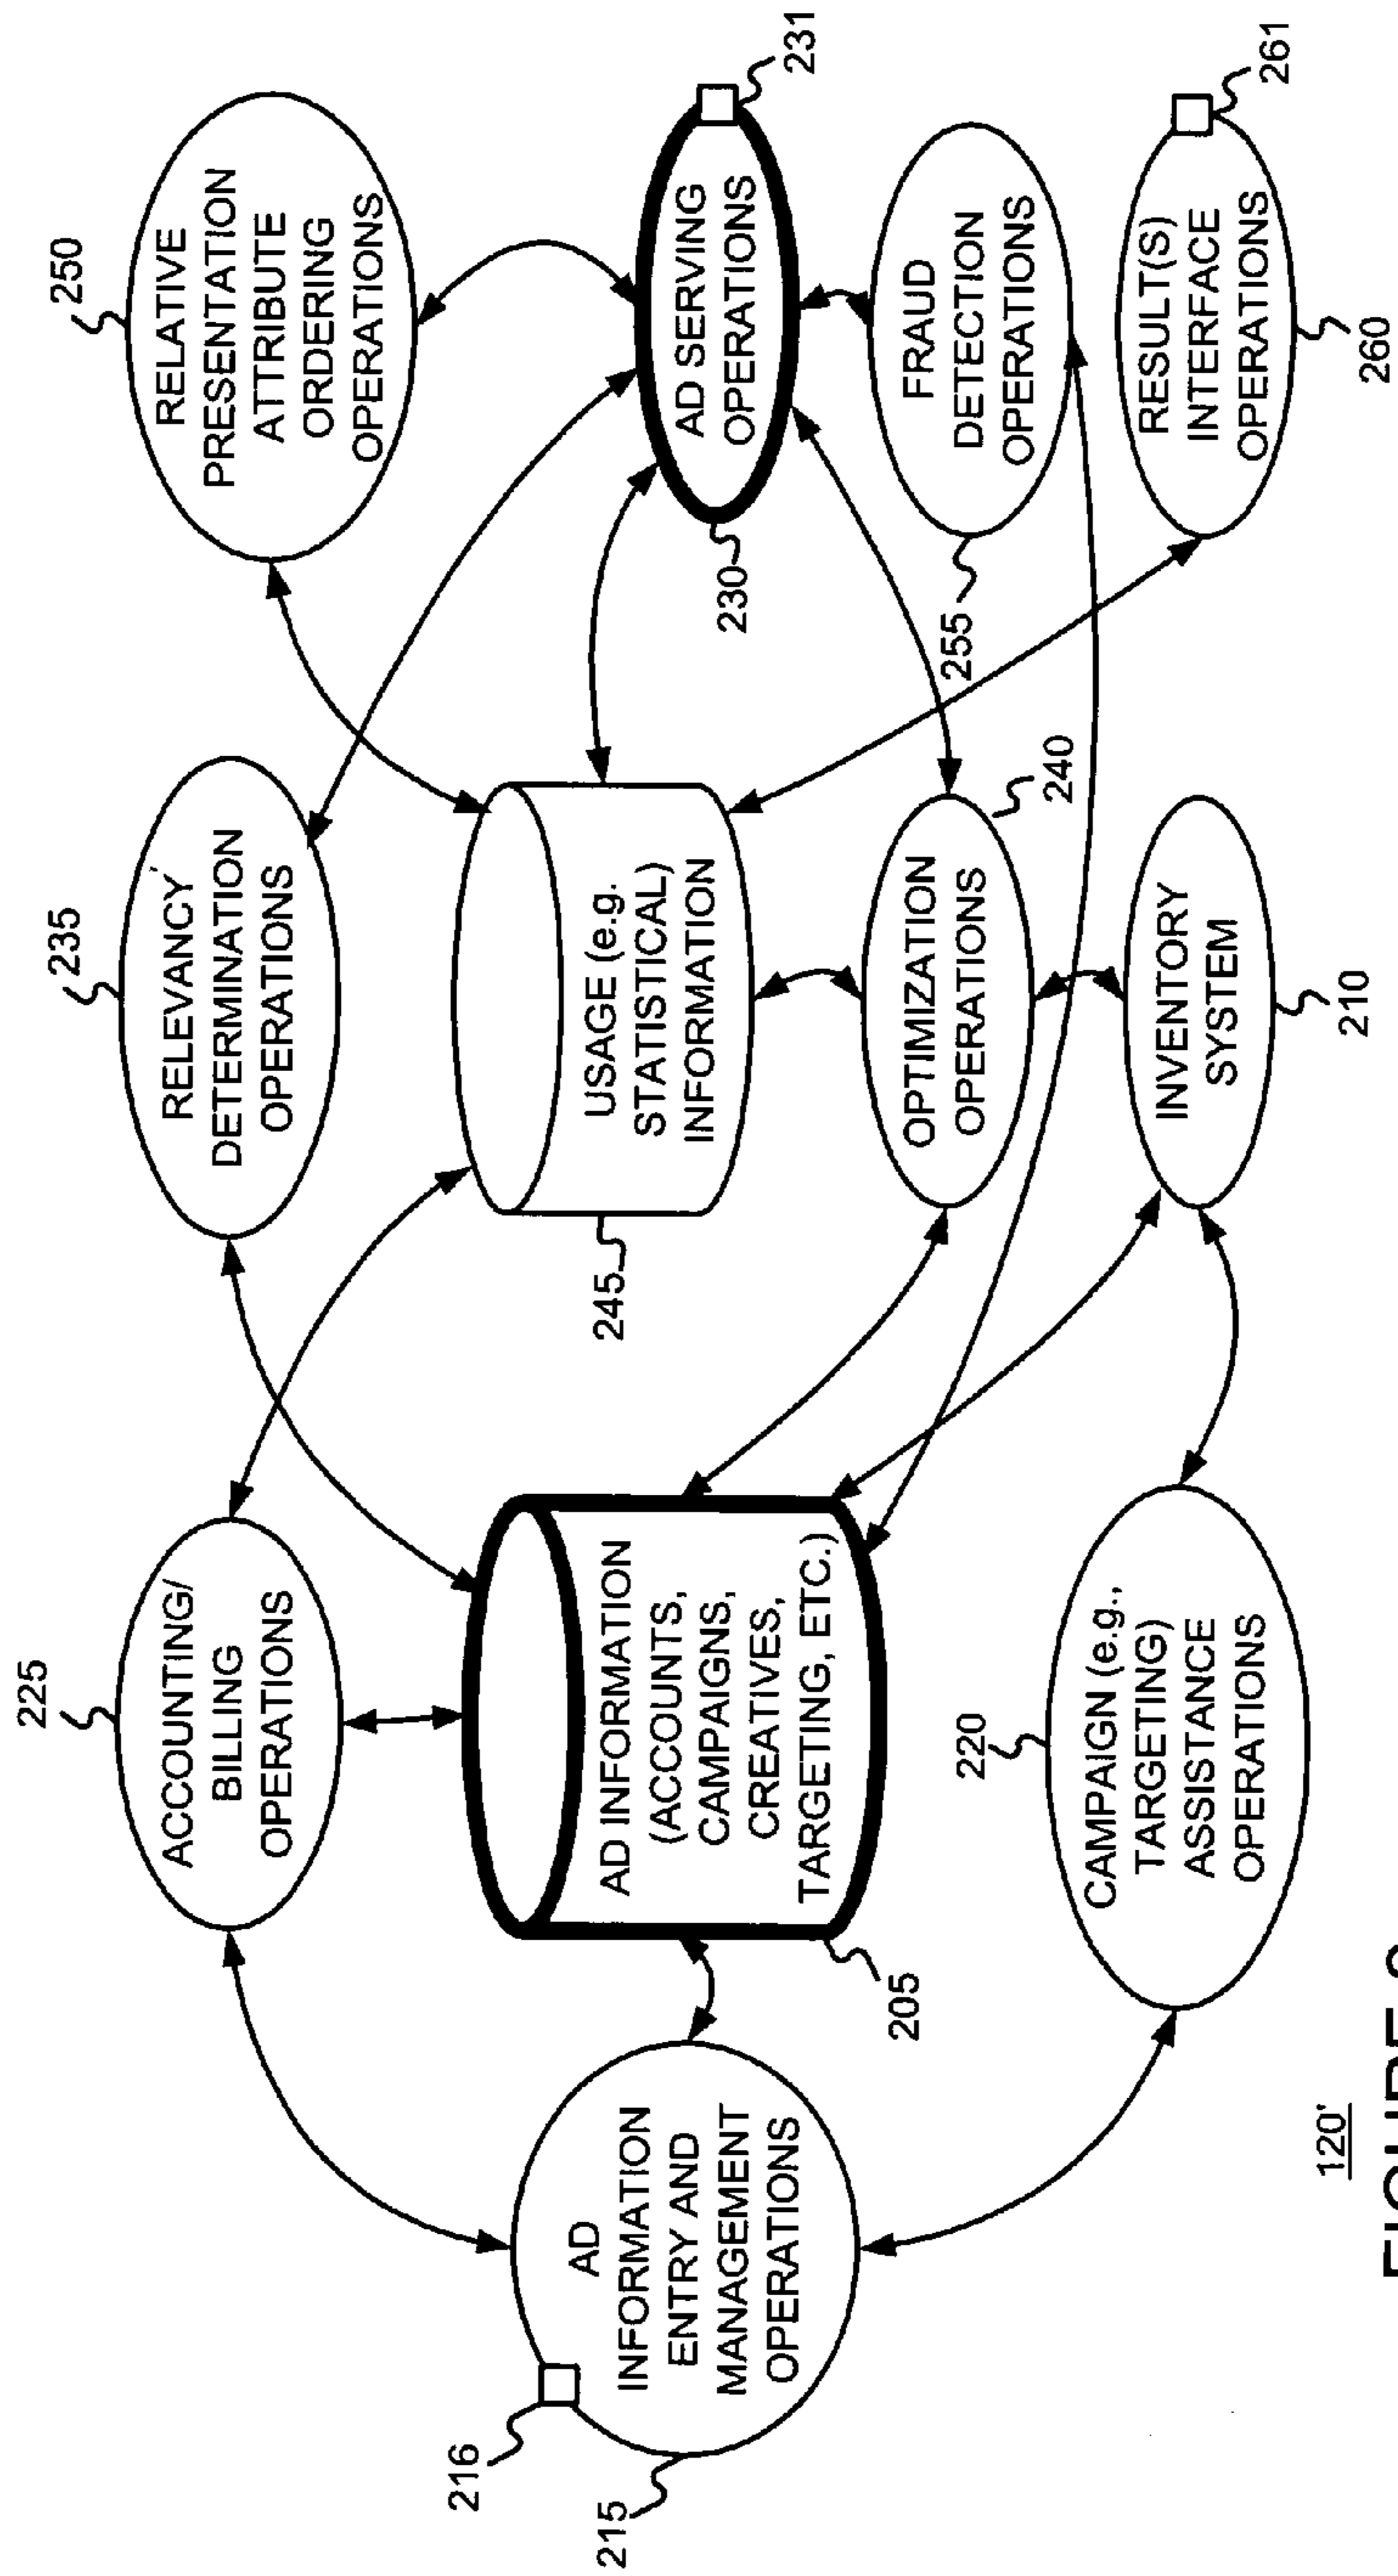 225
ACCOUNTING/
BILLING
OPERATIONS
235
RELEVANCY
DETERMINATION
OPERATIONS
250
RELATIVE
PRESENTATION
ATTRIBUTE
ORDERING
OPERATIONS
216
215
AD
INFORMATION
ENTRY AND
MANAGEMENT
OPERATIONS
AD INFORMATION
(ACCOUNTS,
CAMPAIGNS,
CREATIVES,
TARGETING, ETC.)
205
245
USAGE (e.g.
STATISTICAL)
INFORMATION
230
AD SERVING
OPERATIONS
231
220
CAMPAIGN (e.g.,
TARGETING)
ASSISTANCE
OPERATIONS
OPTIMIZATION
OPERATIONS
240
255
FRAUD
DETECTION
OPERATIONS
INVENTORY
SYSTEM
210
RESULT(S)
INTERFACE
OPERATIONS
261
260
120'
FIGURE